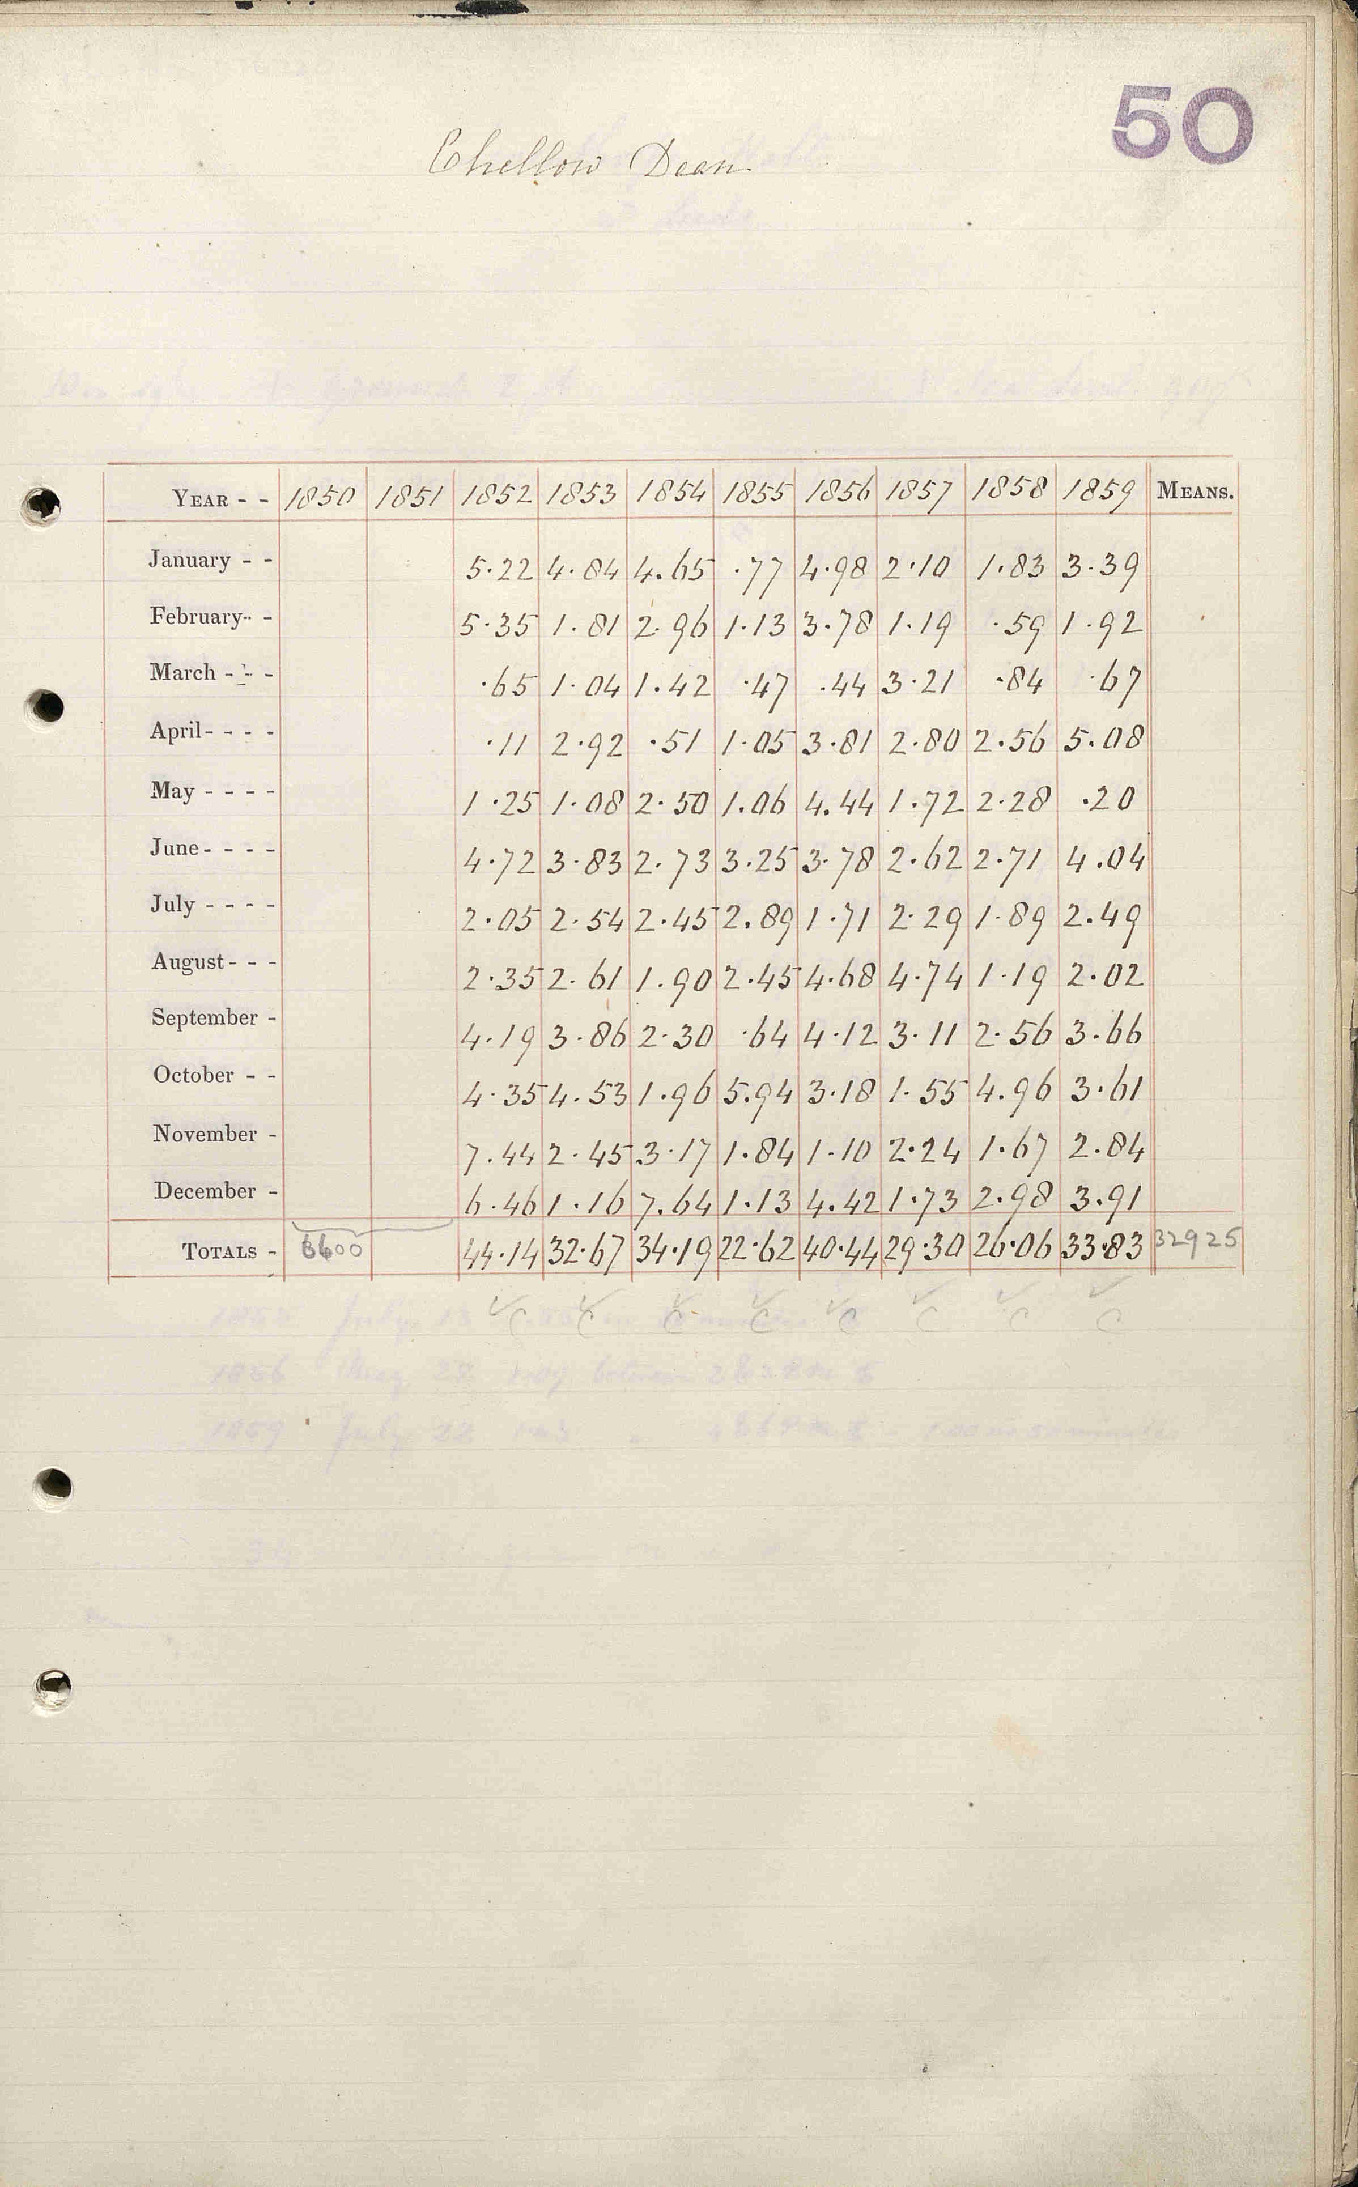 50
Chellow Dean
YEAR - - 1850 1851 1852 1853 1854 1855 1856 1857 1858 1859 MEANS.
January - - 5.22 4.84 4.65 .77 4.98 2.10 1.83 3.39
February - - 5.35 1.81 2.96 1.13 3.78 1.19 .59 1.92
March - - - .65 1.04 1.42 .47 .44 3.21 .84 .67
April - - - - .11 2.92 .51 1.05 3.81 2.80 2.56 5.08
May - - - - 1.25 1.08 2.50 1.06 4.44 1.72 2.28 .20
June - - - - 4.72 3.83 2.73 3.25 3.78 2.62 2.71 4.04
July - - - - 2.05 2.54 2.45 2.89 1.71 2.29 1.89 2.49
August - - - 2.35 2.61 1.90 2.45 4.68 4.74 1.19 2.02
September - 4.19 3.86 2.30 .64 4.12 3.11 2.56 3.66
October - - 4.35 4.53 1.96 5.94 3.18 1.55 4.96 3.61
November - 7.44 2.45 3.17 1.84 1.10 2.24 1.67 2.84
December - 6.46 1.16 7.64 1.13 4.42 1.73 2.98 3.91
TOTALS - 6600 44.14 32.67 34.19 22.62 40.44 29.30 26.06 33.83 32925
✓C ✓C ✓C ✓C ✓C ✓C ✓C ✓C